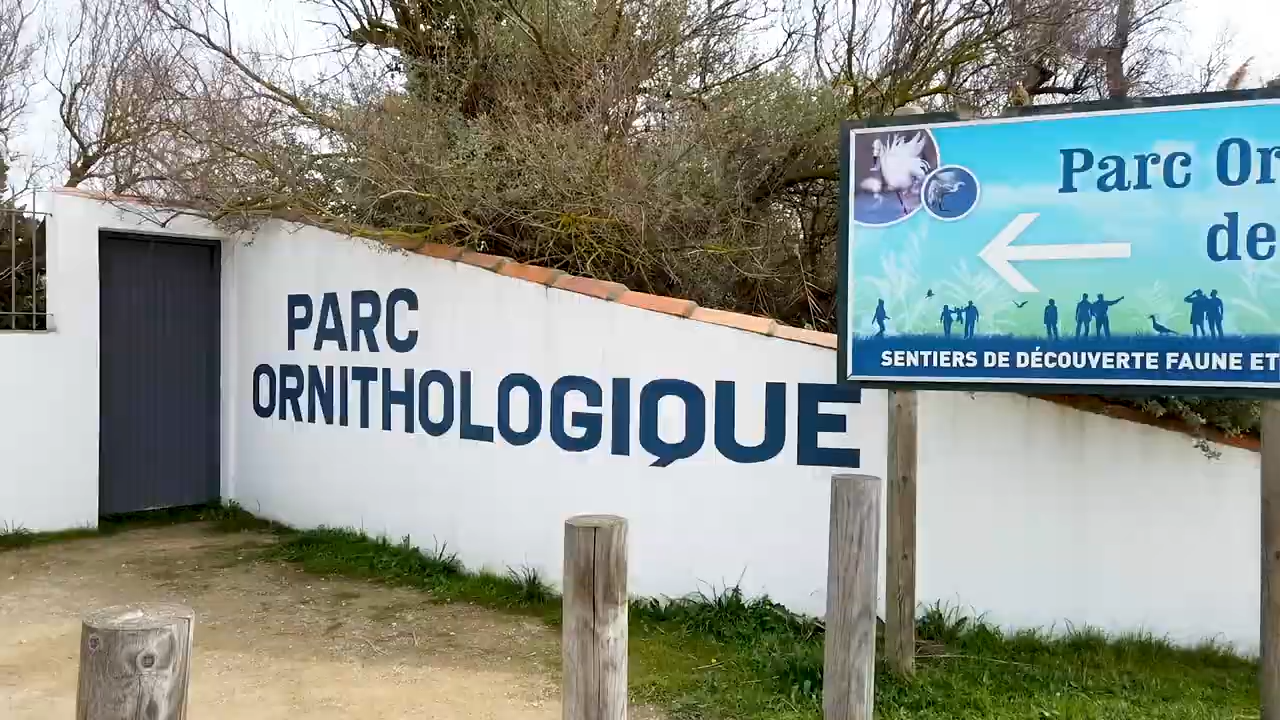 PARC
ORNITHOLOGIQUE
Parc Or
de
SENTIERS DE DÉCOUVERTE FAUNE ET